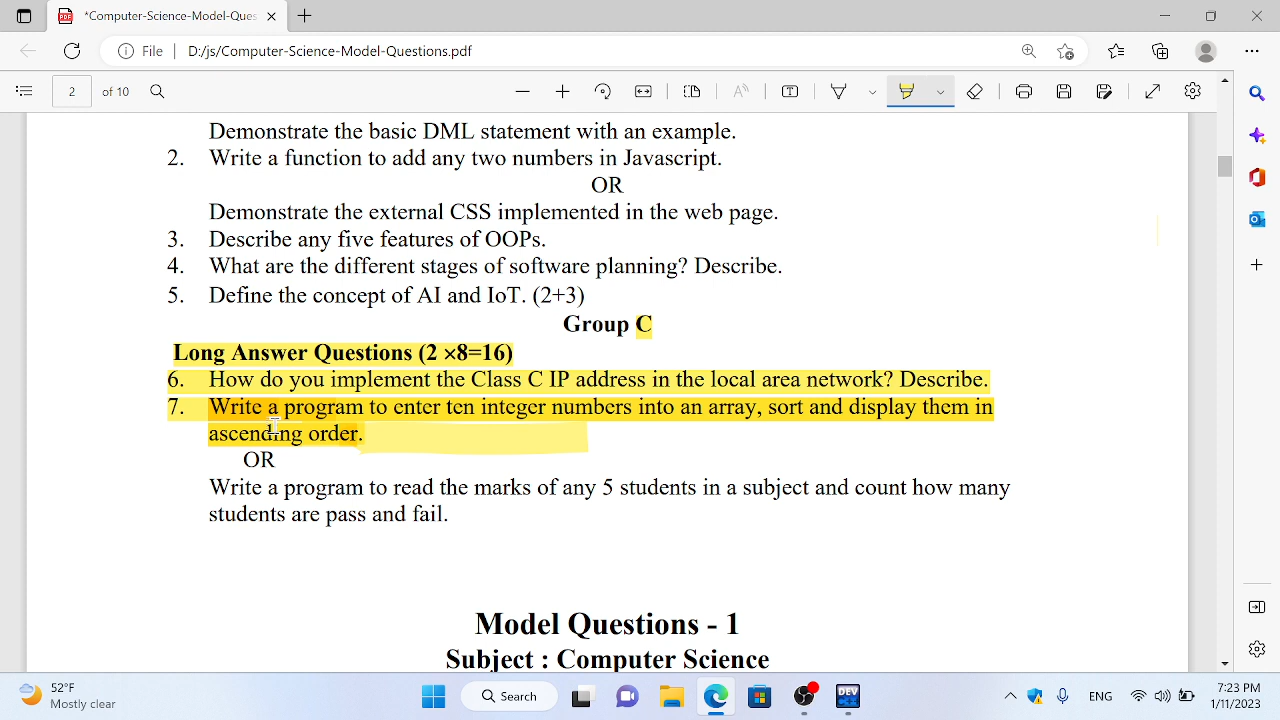 *Computer-Science-Model-Ques
File | D:/js/Computer-Science-Model-Questions.pdf
2 of 10
Demonstrate the basic DML statement with an example.
2. Write a function to add any two numbers in Javascript.
OR
Demonstrate the external CSS implemented in the web page.
3. Describe any five features of OOPs.
4. What are the different stages of software planning? Describe.
5. Define the concept of AI and IoT. (2+3)
Group C
Long Answer Questions (2 ×8=16)
6. How do you implement the Class C IP address in the local area network? Describe.
7. Write a program to enter ten integer numbers into an array, sort and display them in
ascending order.
OR
Write a program to read the marks of any 5 students in a subject and count how many
students are pass and fail.
Model Questions - 1
Subject : Computer Science
52°F
Mostly clear
Search
DEV
ENG
7:23 PM
1/11/2023